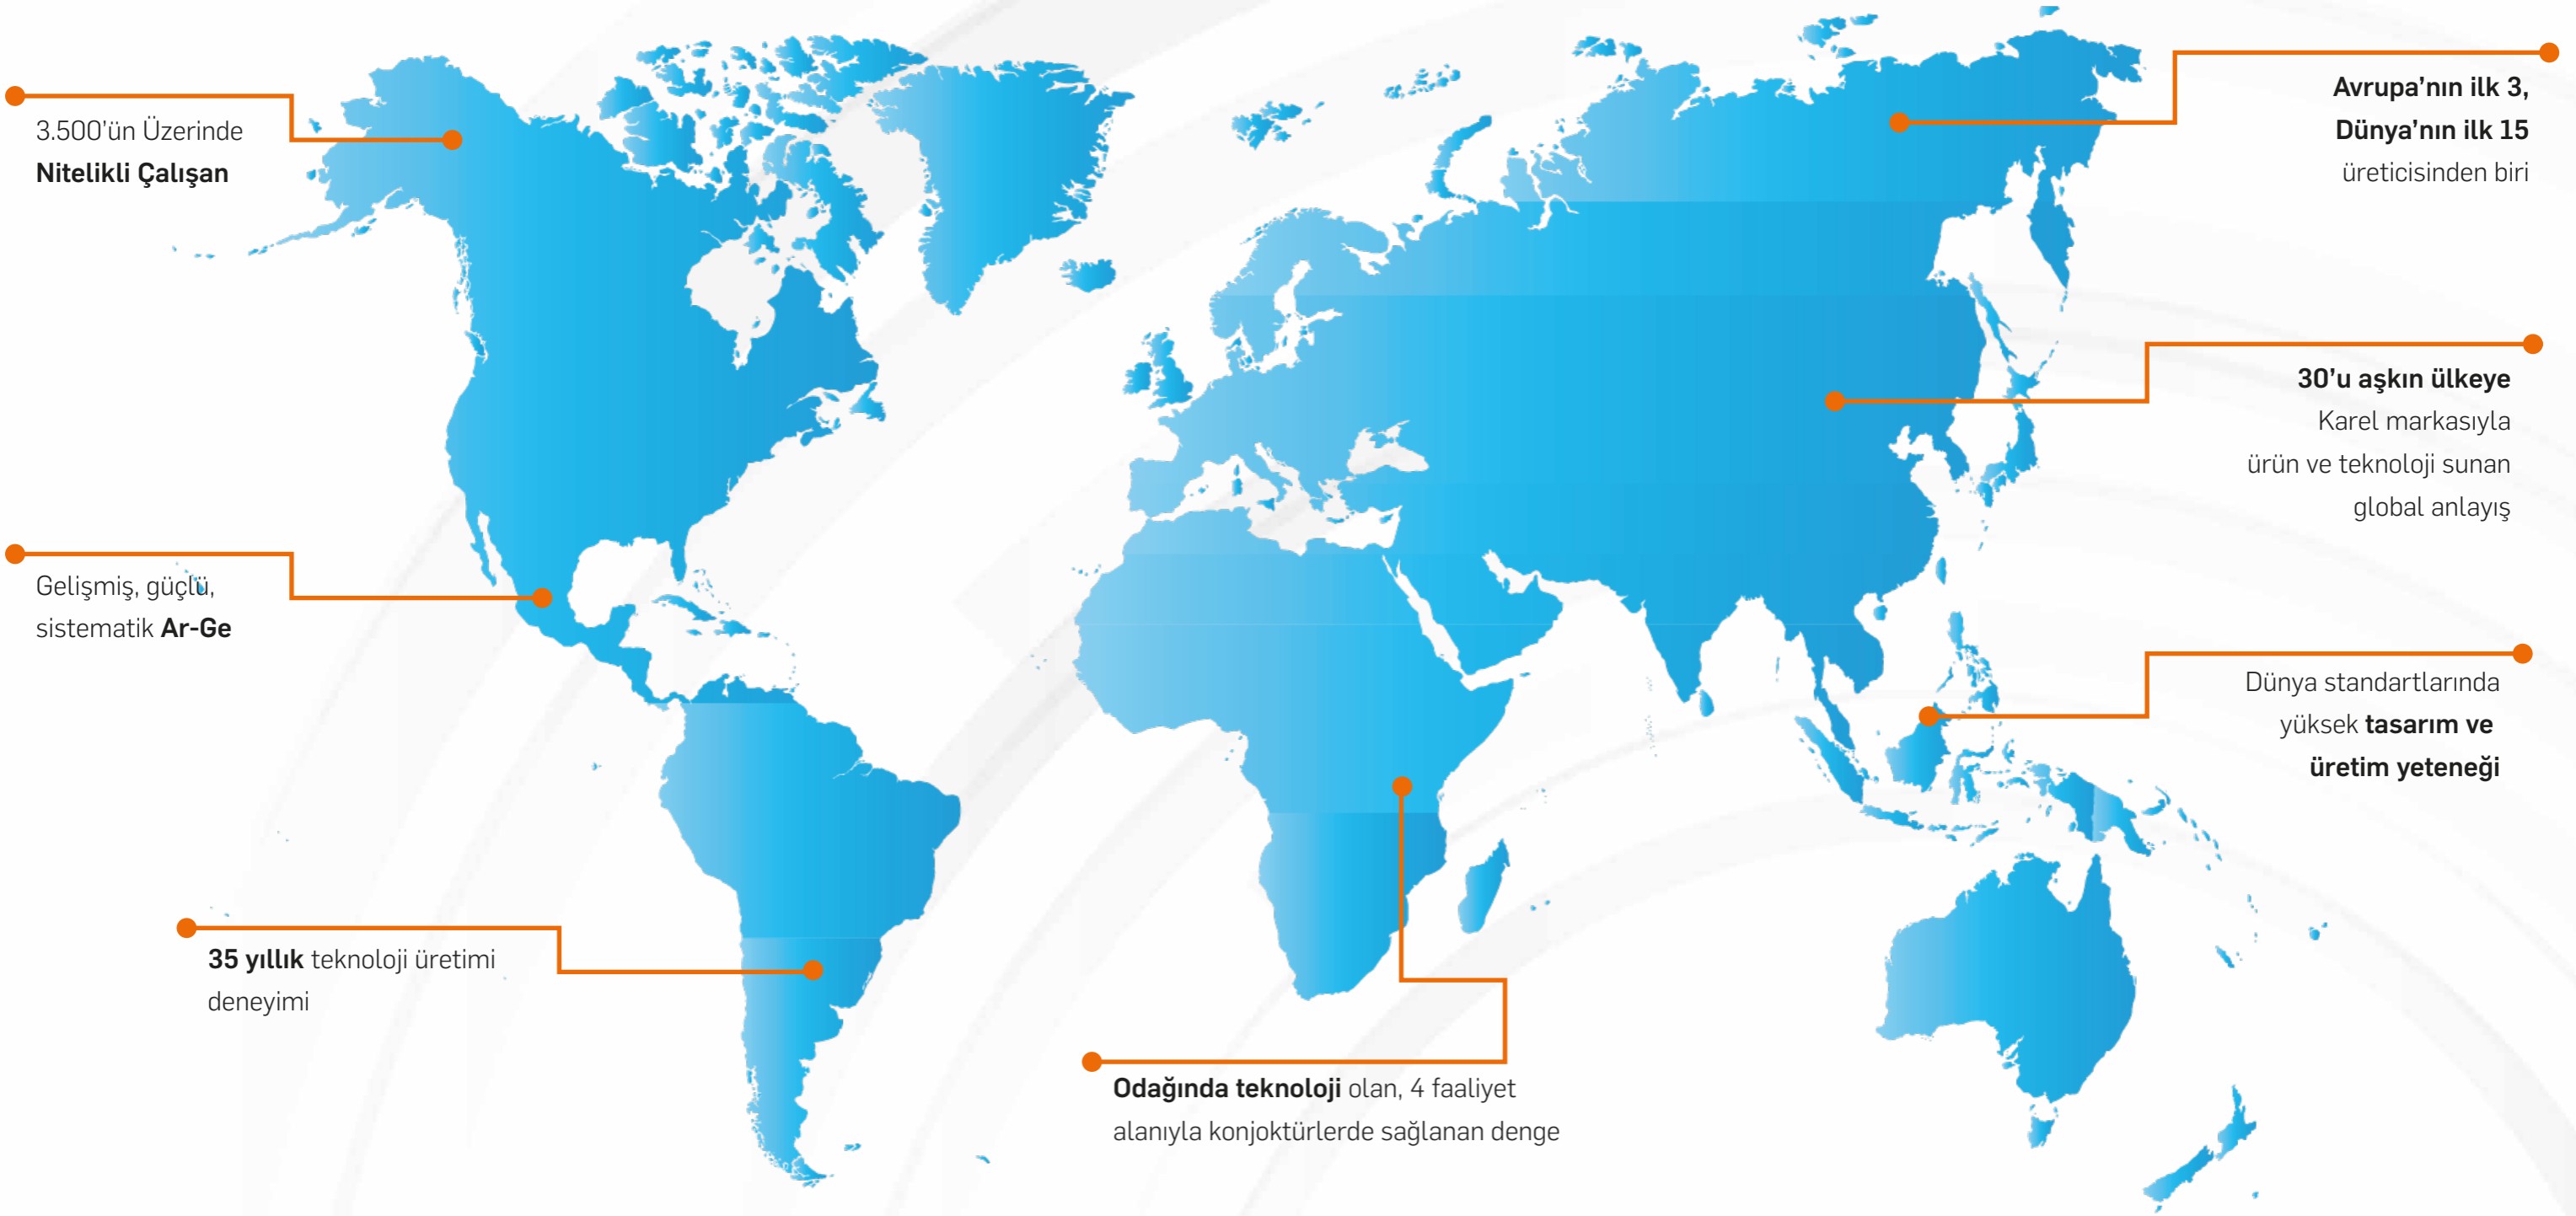 3.500'ün Üzerinde
Nitelikli Çalışan
Avrupa'nın ilk 3,
Dünya'nın ilk 15
üreticisinden biri
30'u aşkın ülkeye
Karel markasıyla
ürün ve teknoloji sunan
global anlayış
Gelişmiş, güçlü,
sistematik Ar-Ge
Dünya standartlarında
yüksek tasarım ve
üretim yeteneği
35 yıllık teknoloji üretimi
deneyimi
Odağında teknoloji olan, 4 faaliyet
alanıyla konjoktürlerde sağlanan denge